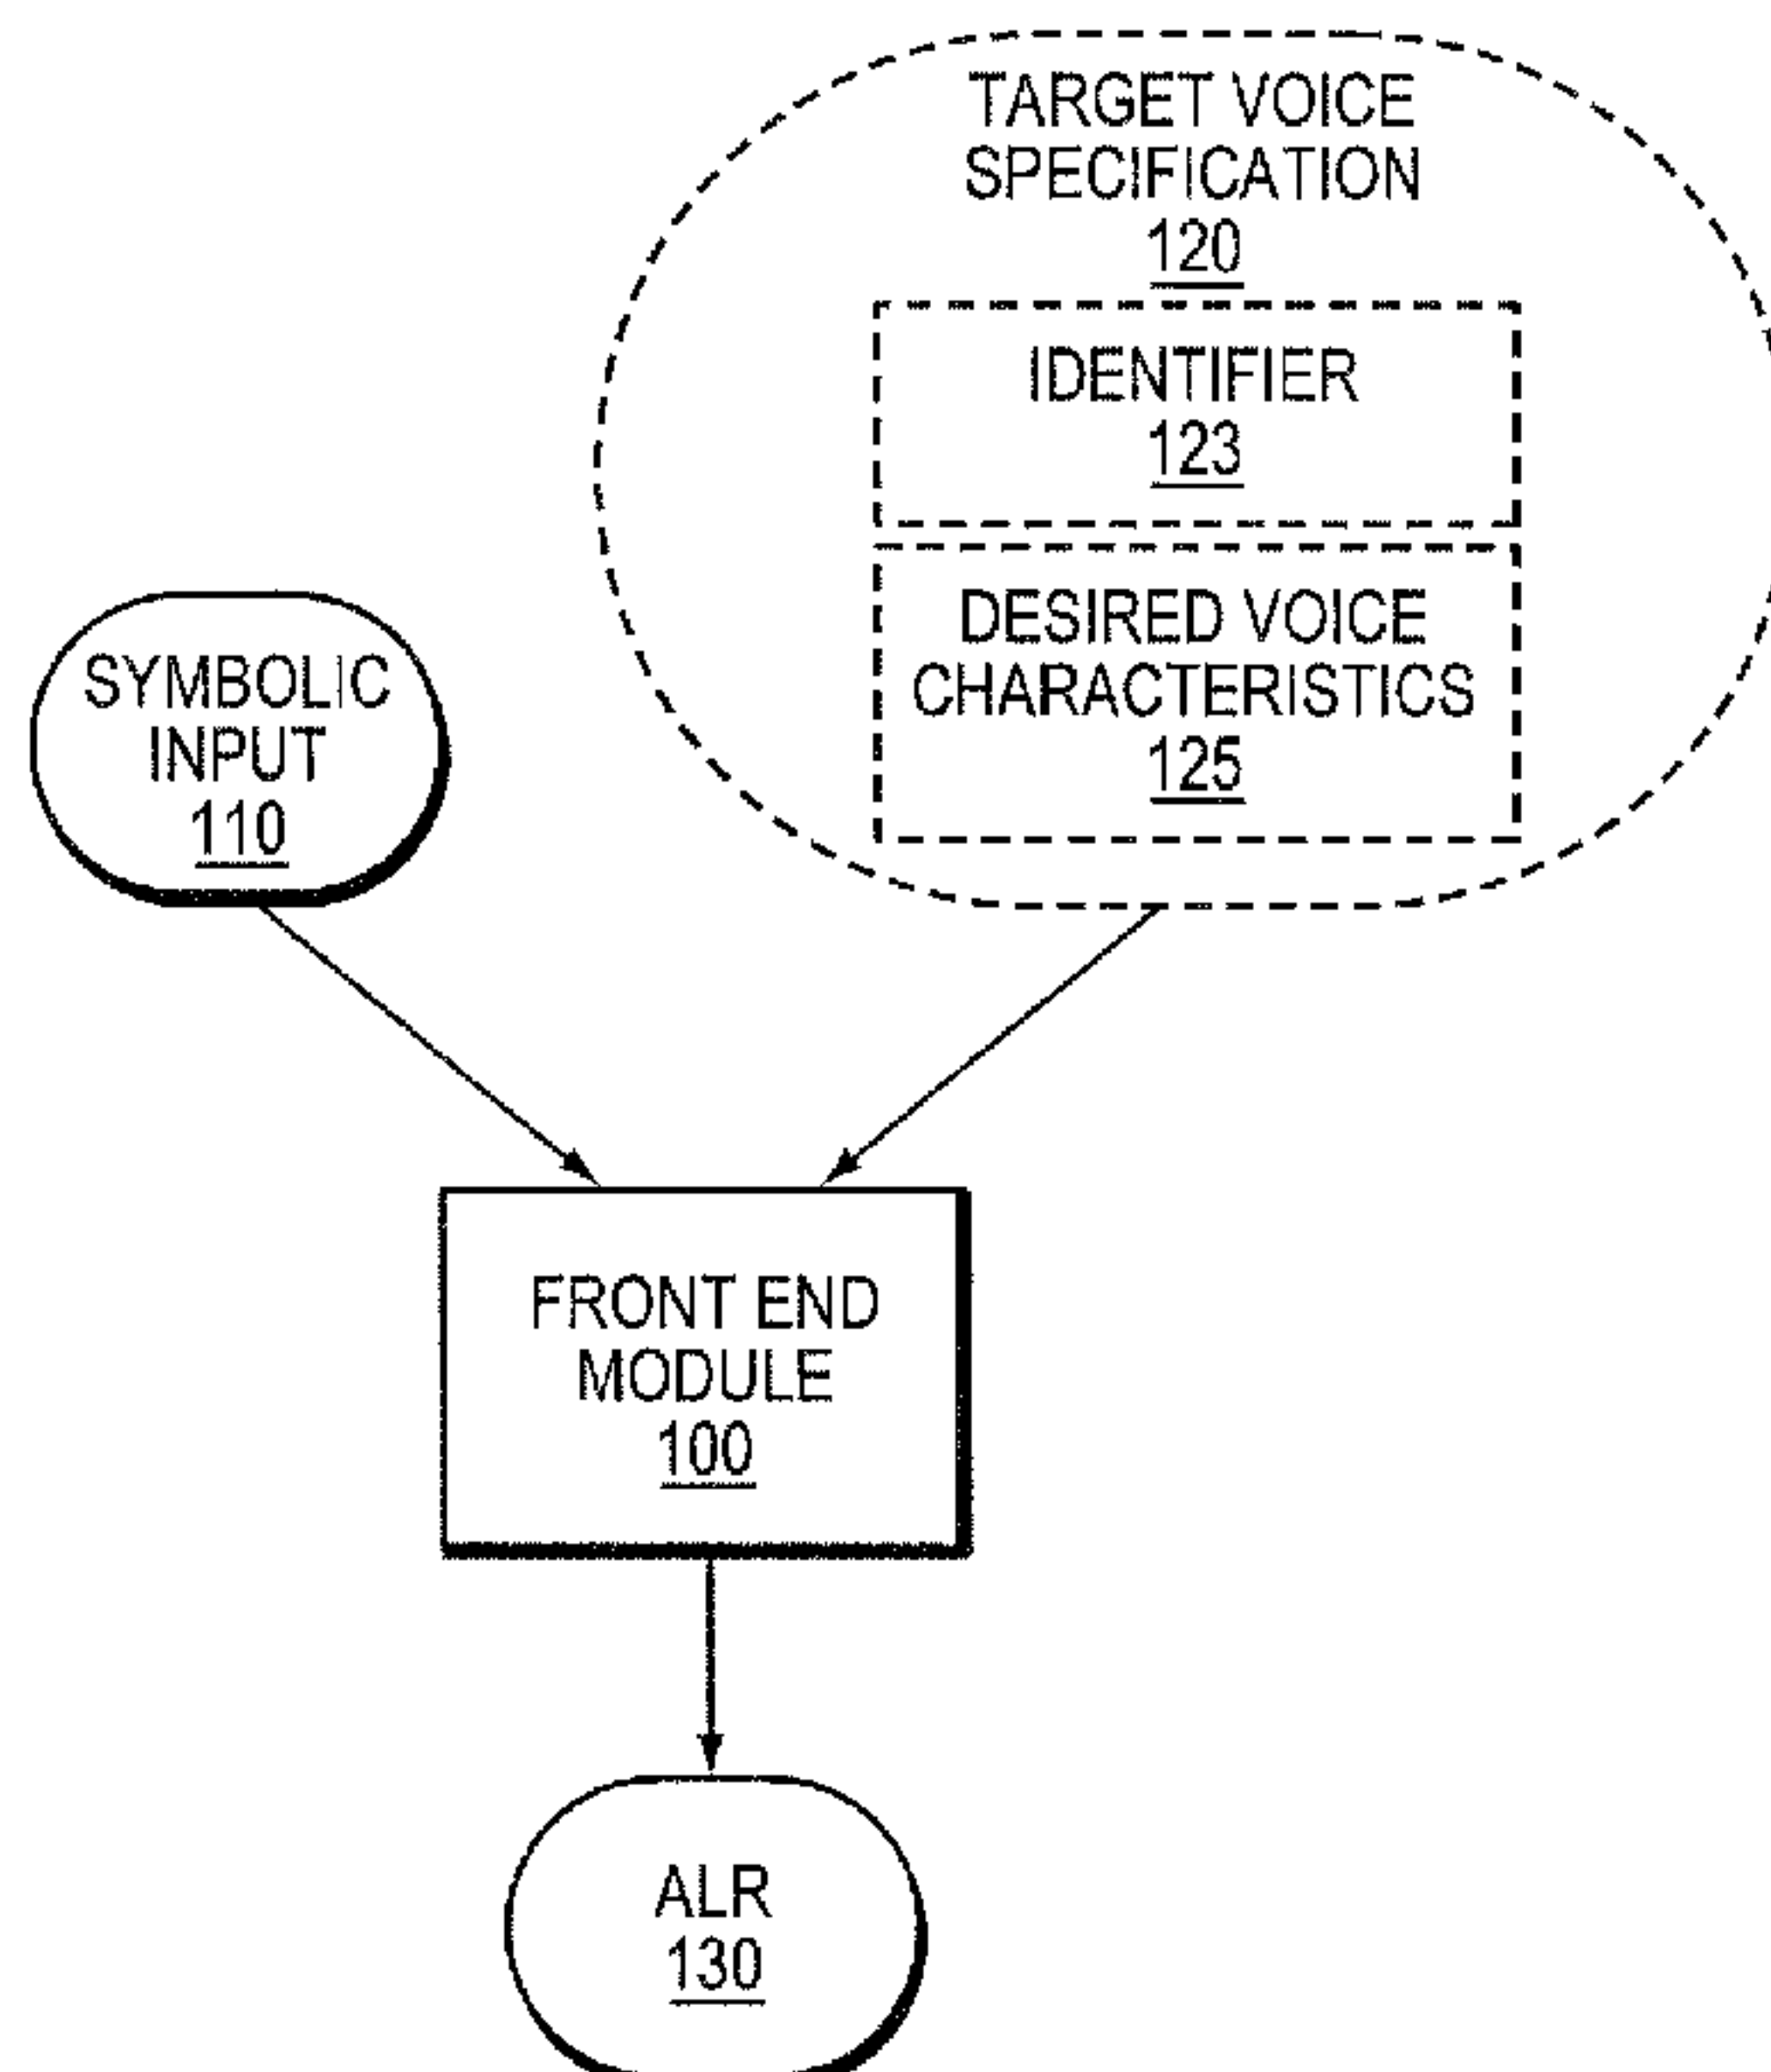 TARGET VOICE
SPECIFICATION
120
IDENTIFIER
123
DESIRED VOICE
CHARACTERISTICS
125
SYMBOLIC
INPUT
110
FRONT END
MODULE
100
ALR
130